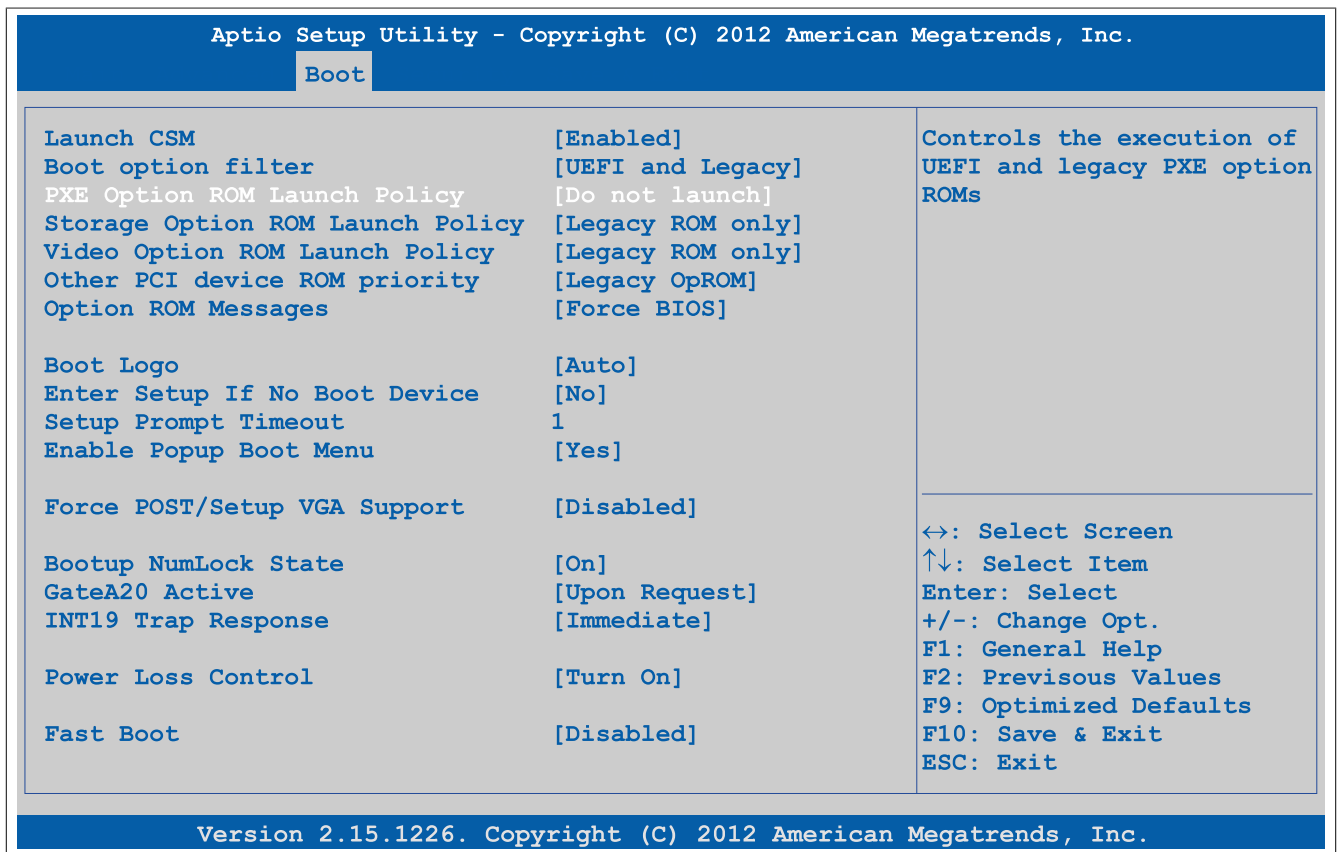 Aptio Setup Utility - Copyright (C) 2012 American Megatrends, Inc.
Boot
Launch CSM [Enabled]
Boot option filter [UEFI and Legacy]
PXE Option ROM Launch Policy [Do not launch]
Storage Option ROM Launch Policy [Legacy ROM only]
Video Option ROM Launch Policy [Legacy ROM only]
Other PCI device ROM priority [Legacy OpROM]
Option ROM Messages [Force BIOS]
Boot Logo [Auto]
Enter Setup If No Boot Device [No]
Setup Prompt Timeout 1
Enable Popup Boot Menu [Yes]
Force POST/Setup VGA Support [Disabled]
Bootup NumLock State [On]
GateA20 Active [Upon Request]
INT19 Trap Response [Immediate]
Power Loss Control [Turn On]
Fast Boot [Disabled]
Controls the execution of
UEFI and legacy PXE option
ROMs
↔: Select Screen
↑↓: Select Item
Enter: Select
+/-: Change Opt.
F1: General Help
F2: Previsous Values
F9: Optimized Defaults
F10: Save & Exit
ESC: Exit
Version 2.15.1226. Copyright (C) 2012 American Megatrends, Inc.